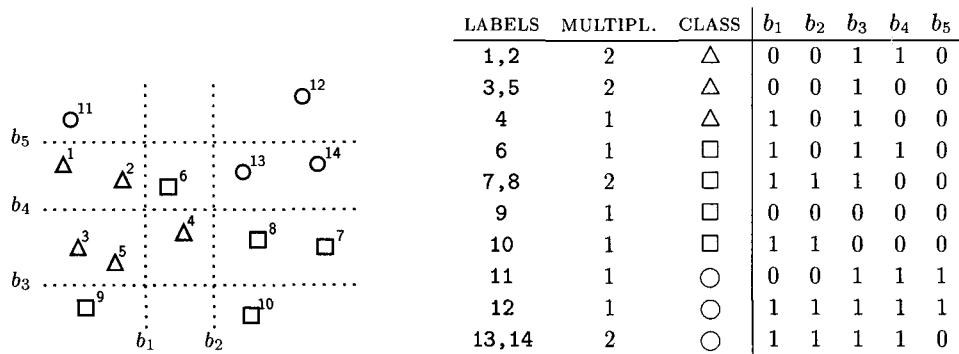 12
11
b5
1
2
6
13
14
b4
3
5
4
8
7
b3
9
10
b1 b2
LABELS MULTIPL. CLASS b1 b2 b3 b4 b5
1,2 2 △ 0 0 1 1 0
3,5 2 △ 0 0 1 0 0
4 1 △ 1 0 1 0 0
6 1 □ 1 0 1 1 0
7,8 2 □ 1 1 1 0 0
9 1 □ 0 0 0 0 0
10 1 □ 1 1 0 0 0
11 1 ○ 0 0 1 1 1
12 1 ○ 1 1 1 1 1
13,14 2 ○ 1 1 1 1 0